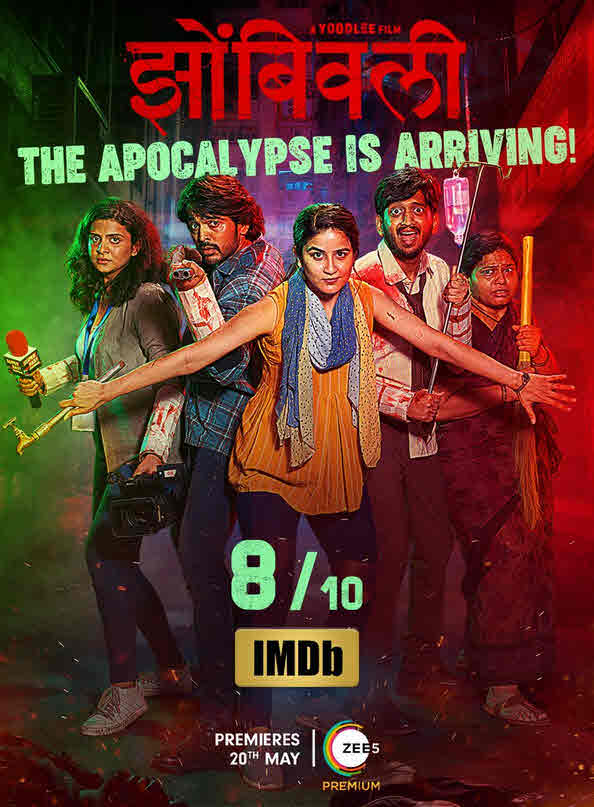 A YOODLEE FILM
झोंबिवली
THE APOCALYPSE IS ARRIVING!
8/10
IMDb
PREMIERES
20TH MAY
ZEE5
PREMIUM